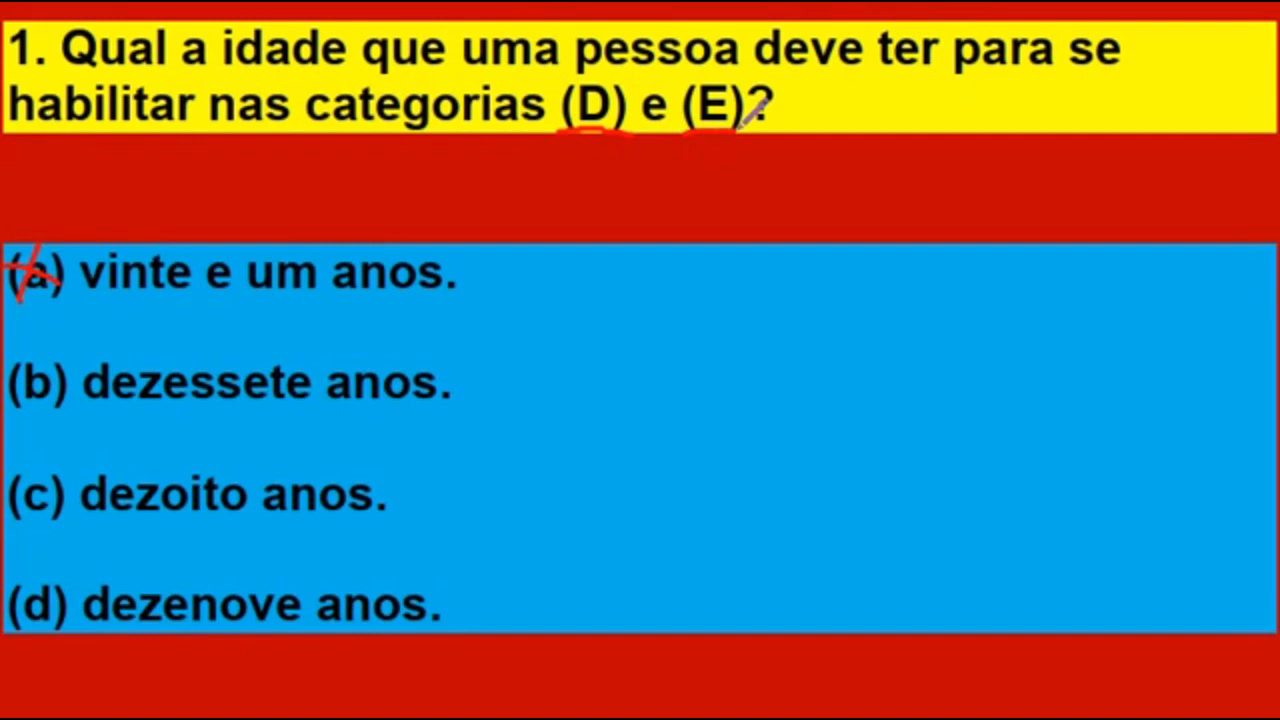 1. Qual a idade que uma pessoa deve ter para se
habilitar nas categorias (D) e (E)?
(a) vinte e um anos.
(b) dezessete anos.
(c) dezoito anos.
(d) dezenove anos.